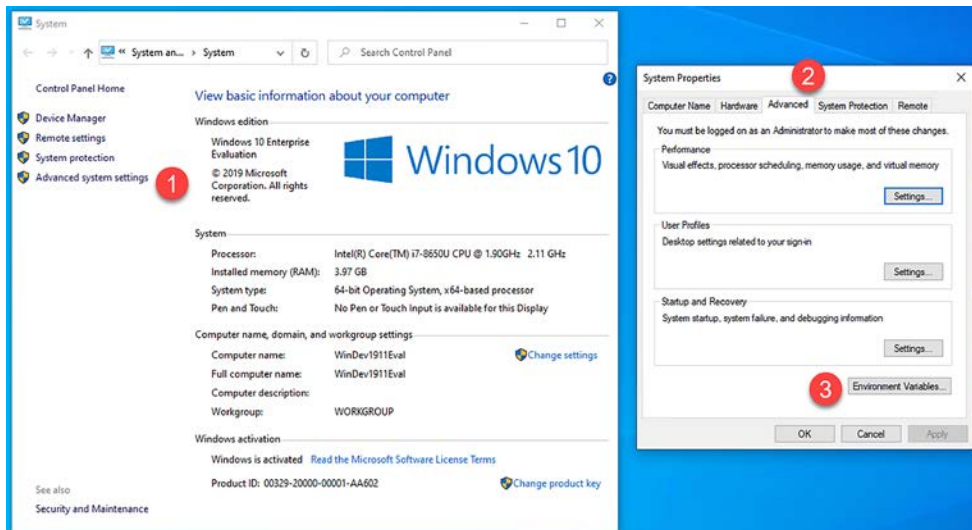 System
« System an... > System
Search Control Panel
Control Panel Home
Device Manager
Remote settings
System protection
Advanced system settings
1
See also
Security and Maintenance
View basic information about your computer
Windows edition
Windows 10 Enterprise
Evaluation
© 2019 Microsoft
Corporation. All rights
reserved.
Windows 10
System
Processor: Intel(R) Core(TM) i7-8650U CPU @ 1.90GHz 2.11 GHz
Installed memory (RAM): 3.97 GB
System type: 64-bit Operating System, x64-based processor
Pen and Touch: No Pen or Touch Input is available for this Display
Computer name, domain, and workgroup settings
Computer name: WinDev1911Eval
Change settings
Full computer name: WinDev1911Eval
Computer description:
Workgroup: WORKGROUP
Windows activation
Windows is activated Read the Microsoft Software License Terms
Product ID: 00329-20000-00001-AA602
Change product key
System Properties
2
Computer Name Hardware Advanced System Protection Remote
You must be logged on as an Administrator to make most of these changes.
Performance
Visual effects, processor scheduling, memory usage, and virtual memory
Settings...
User Profiles
Desktop settings related to your sign-in
Settings...
Startup and Recovery
System startup, system failure, and debugging information
Settings...
3
Environment Variables...
OK Cancel Apply